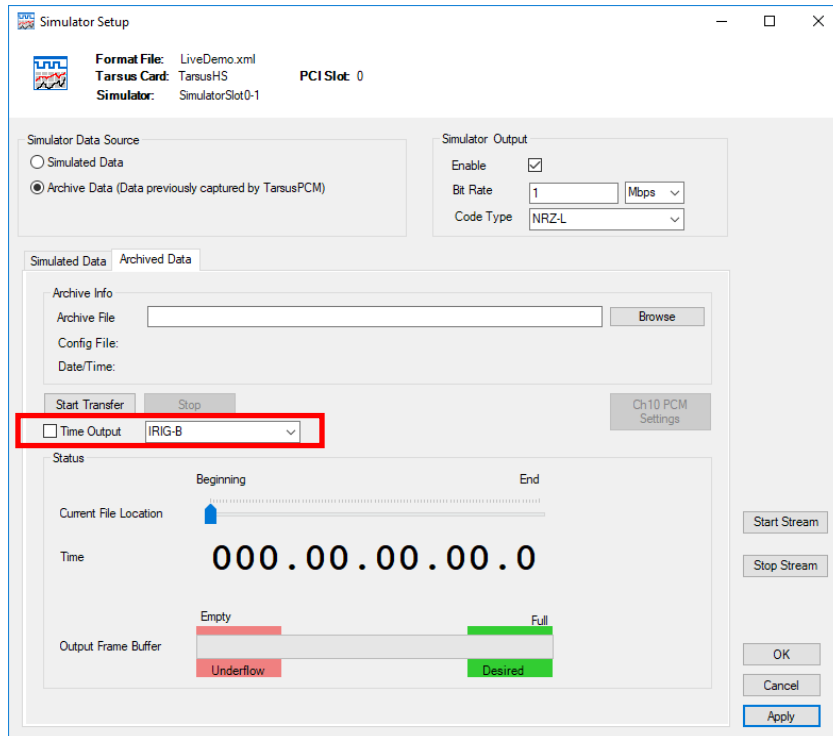 Simulator Setup
Format File: LiveDemo.xml
Tarsus Card: TarsusHS PCI Slot: 0
Simulator: SimulatorSlot0-1
Simulator Data Source
Simulated Data
Archive Data (Data previously captured by TarsusPCM)
Simulator Output
Enable
Bit Rate 1 Mbps
Code Type NRZ-L
Simulated Data Archived Data
Archive Info
Archive File Browse
Config File:
Date/Time:
Start Transfer Stop Ch10 PCM
Settings
Time Output IRIG-B
Status
Beginning End
Current File Location
Time 000.00.00.00.0
Empty Full
Output Frame Buffer
Underflow Desired
Start Stream
Stop Stream
OK
Cancel
Apply